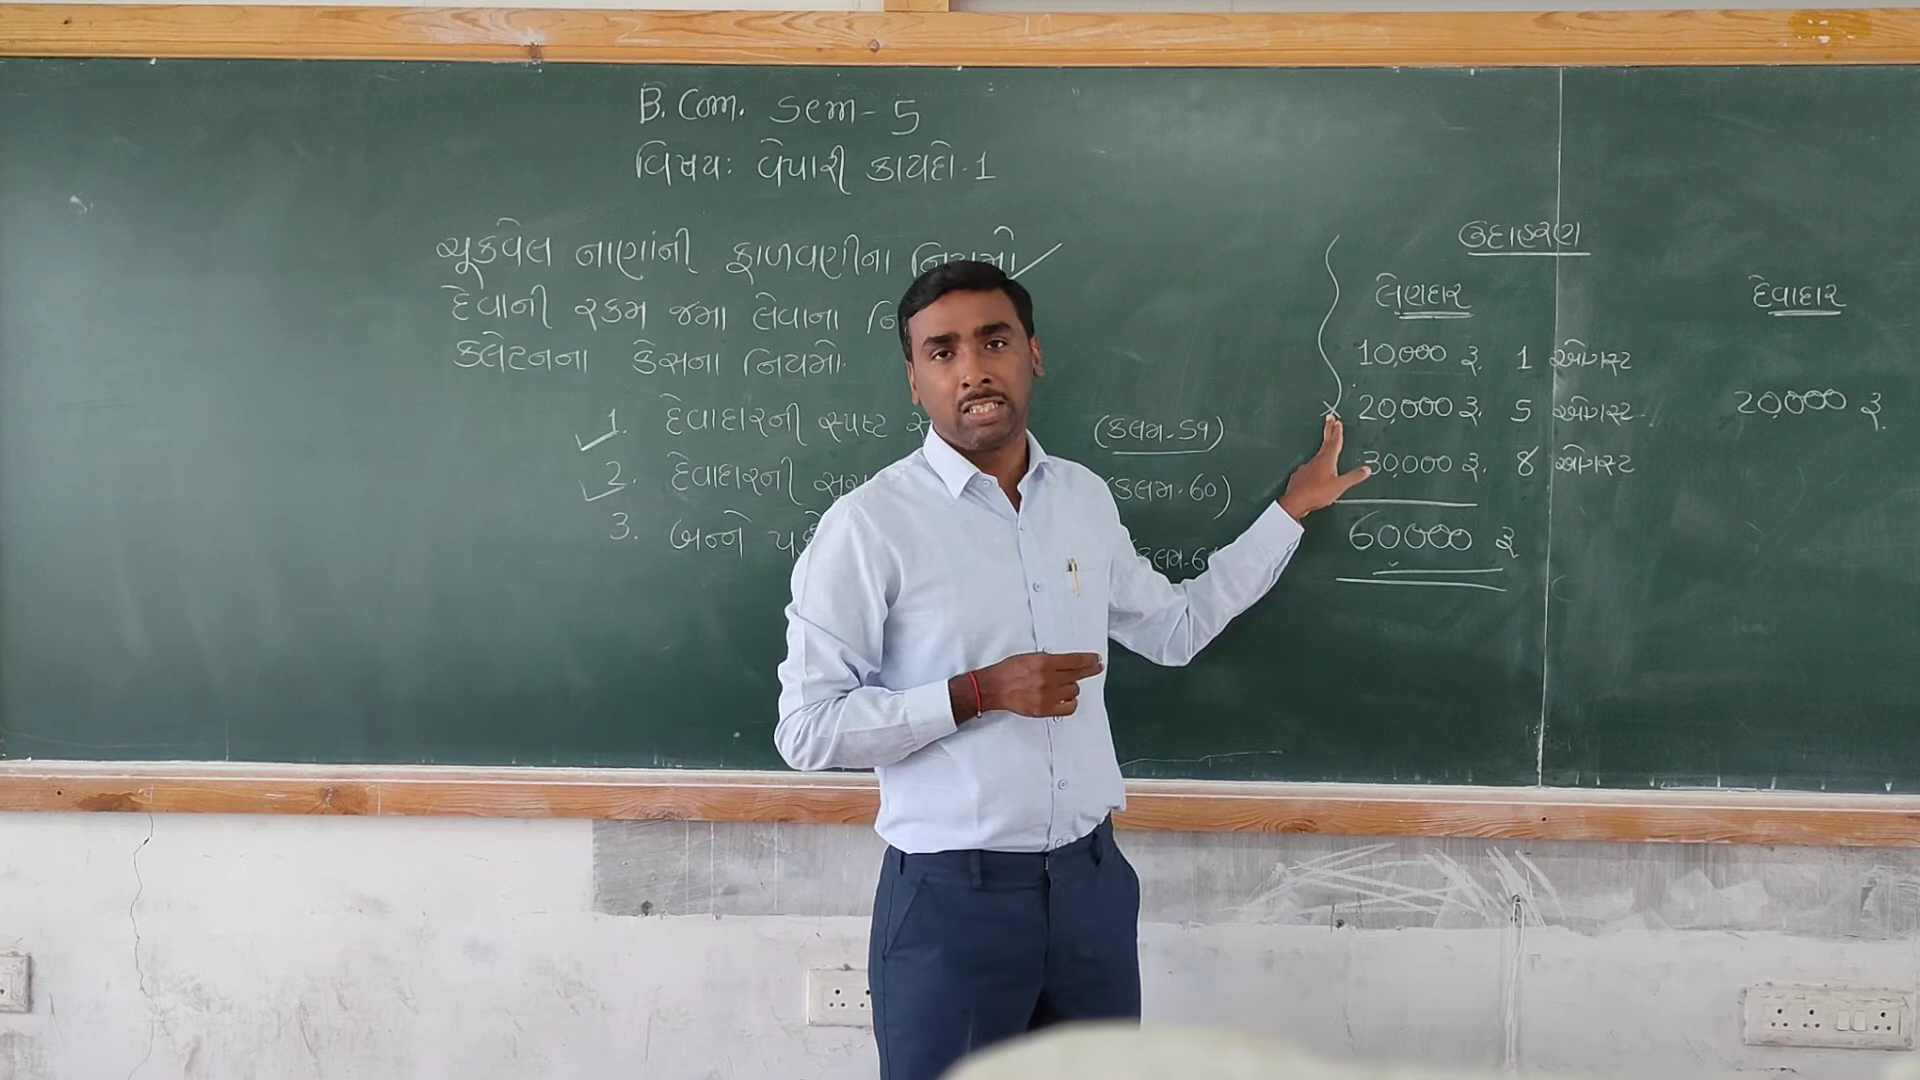 B. Com. Sem - 5
વિષય: વેપારી કાયદો-1
ચૂકવેલ નાણાંની ફાળવણીના નિયમો
દેવાની રકમ જમા લેવાના
કલેટનના કેસના નિયમો
1. દેવાદારની સ્પષ્ટ (કલમ-59)
2. દેવાદારની (કલમ-60)
3. બન્ને
ઉદાહરણ
લેણદાર દેવાદાર
10,000 રૂ. 1 ઓગસ્ટ
20,000 રૂ. 5 ઓગસ્ટ. 20,000 રૂ.
30,000 રૂ. 8 ઓગસ્ટ
60000 રૂ